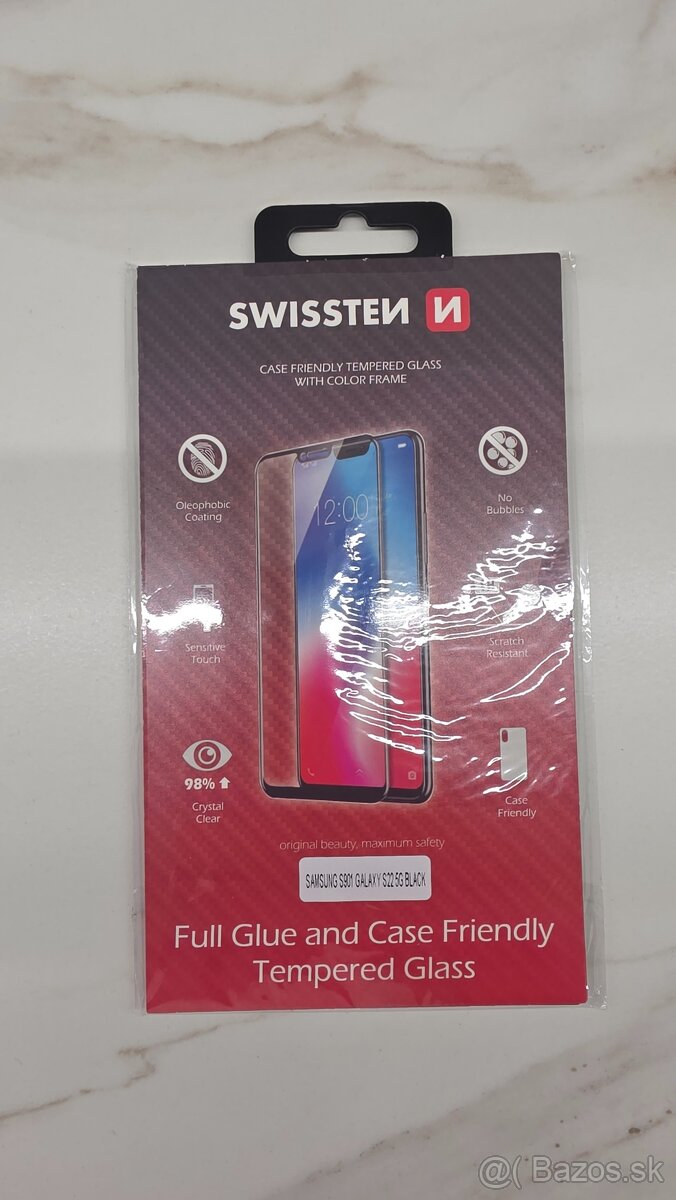 SWISSTEN N
CASE FRIENDLY TEMPERED GLASS
WITH COLOR FRAME
Oleophobic
Coating
No
Bubbles
12:00
Sensitive
Touch
Scratch
Resistant
98%
Crystal
Clear
Case
Friendly
original beauty, maximum safety
SAMSUNG S901 GALAXY S22 5G BLACK
Full Glue and Case Friendly
Tempered Glass
@( Bazos.sk